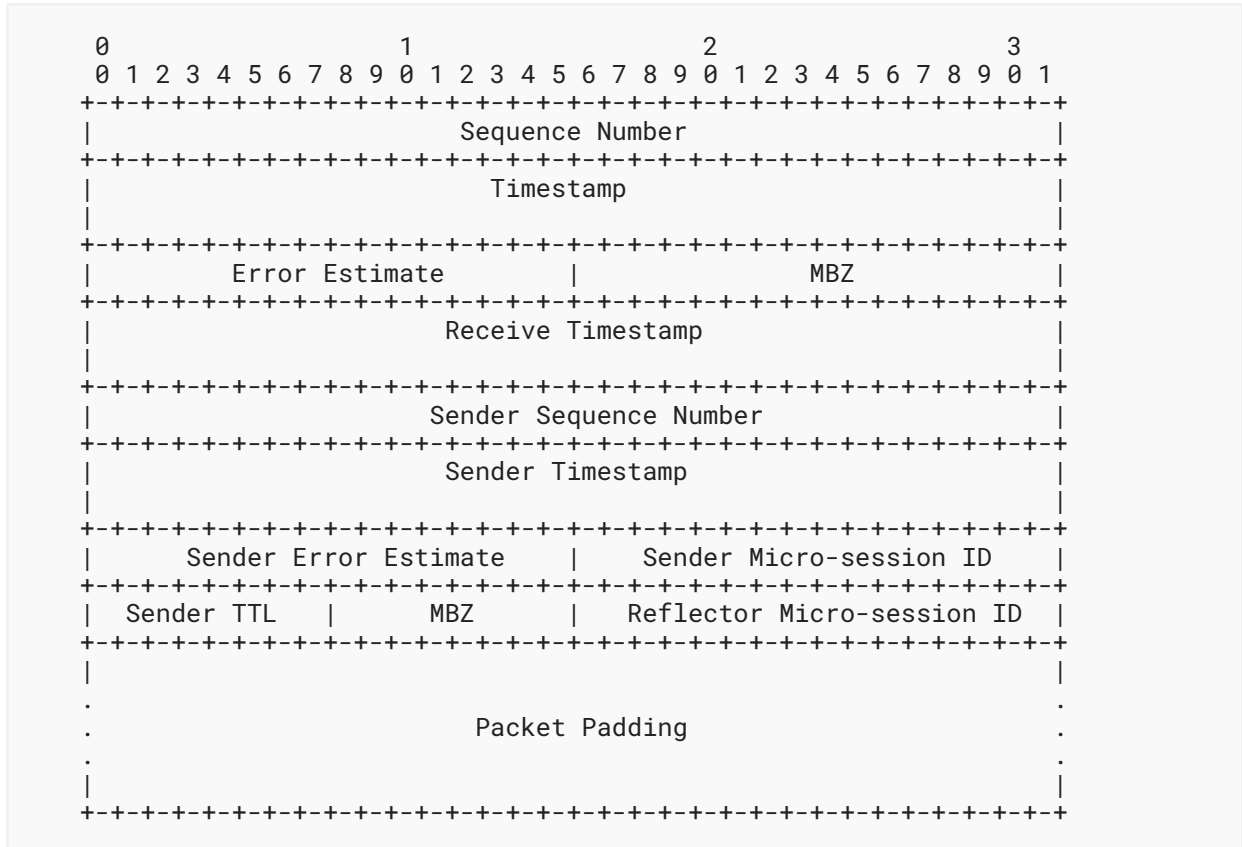 0                   1                   2                   3
 0 1 2 3 4 5 6 7 8 9 0 1 2 3 4 5 6 7 8 9 0 1 2 3 4 5 6 7 8 9 0 1
+-+-+-+-+-+-+-+-+-+-+-+-+-+-+-+-+-+-+-+-+-+-+-+-+-+-+-+-+-+-+-+-+
|                        Sequence Number                        |
+-+-+-+-+-+-+-+-+-+-+-+-+-+-+-+-+-+-+-+-+-+-+-+-+-+-+-+-+-+-+-+-+
|                          Timestamp                            |
|                                                               |
+-+-+-+-+-+-+-+-+-+-+-+-+-+-+-+-+-+-+-+-+-+-+-+-+-+-+-+-+-+-+-+-+
|         Error Estimate        |               MBZ             |
+-+-+-+-+-+-+-+-+-+-+-+-+-+-+-+-+-+-+-+-+-+-+-+-+-+-+-+-+-+-+-+-+
|                       Receive Timestamp                       |
|                                                               |
+-+-+-+-+-+-+-+-+-+-+-+-+-+-+-+-+-+-+-+-+-+-+-+-+-+-+-+-+-+-+-+-+
|                      Sender Sequence Number                   |
+-+-+-+-+-+-+-+-+-+-+-+-+-+-+-+-+-+-+-+-+-+-+-+-+-+-+-+-+-+-+-+-+
|                       Sender Timestamp                        |
|                                                               |
+-+-+-+-+-+-+-+-+-+-+-+-+-+-+-+-+-+-+-+-+-+-+-+-+-+-+-+-+-+-+-+-+
|      Sender Error Estimate    |    Sender Micro-session ID    |
+-+-+-+-+-+-+-+-+-+-+-+-+-+-+-+-+-+-+-+-+-+-+-+-+-+-+-+-+-+-+-+-+
|  Sender TTL   |      MBZ      |   Reflector Micro-session ID  |
+-+-+-+-+-+-+-+-+-+-+-+-+-+-+-+-+-+-+-+-+-+-+-+-+-+-+-+-+-+-+-+-+
|                                                               |
.                                                               .
.                         Packet Padding                        .
.                                                               .
|                                                               |
+-+-+-+-+-+-+-+-+-+-+-+-+-+-+-+-+-+-+-+-+-+-+-+-+-+-+-+-+-+-+-+-+